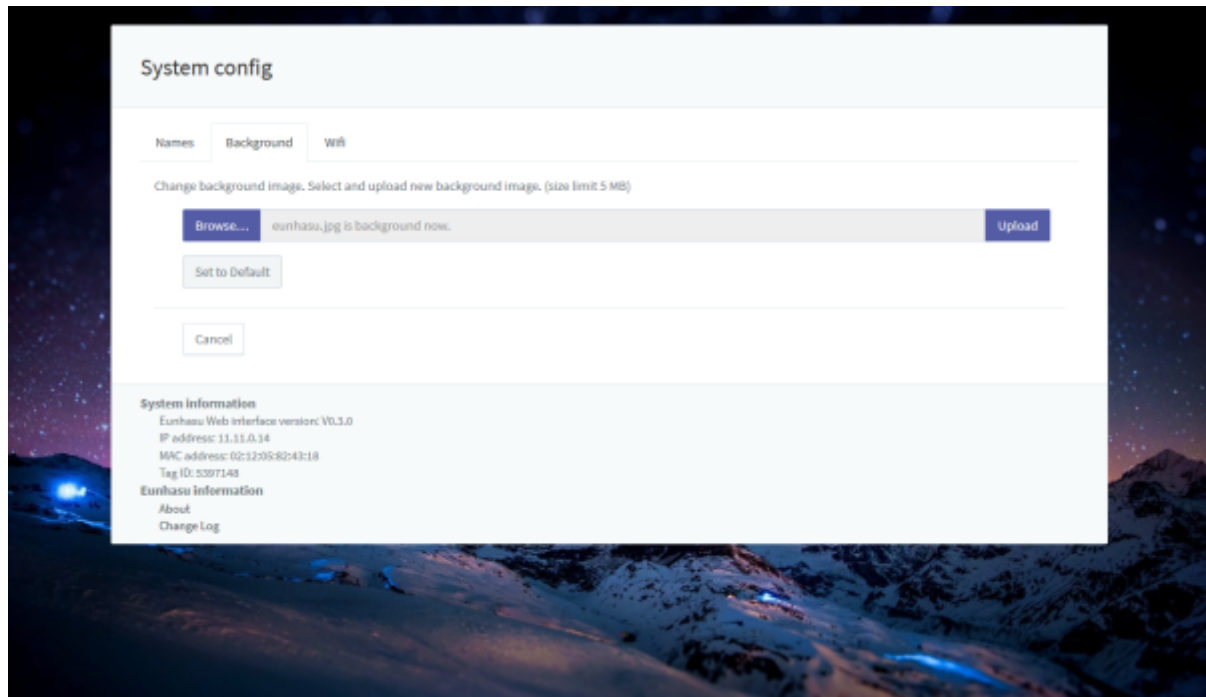 System config
Names Background Wifi
Change background image. Select and upload new background image. (size limit 5 MB)
Browse.... eunhasu.jpg is background now. Upload
Set to Default
Cancel
System information
Eunhasu Web interface version: V0.3.0
IP address: 11.11.0.14
MAC address: 02:12:05:82:43:18
Tag ID: 5397148
Eunhasu information
About
Change Log